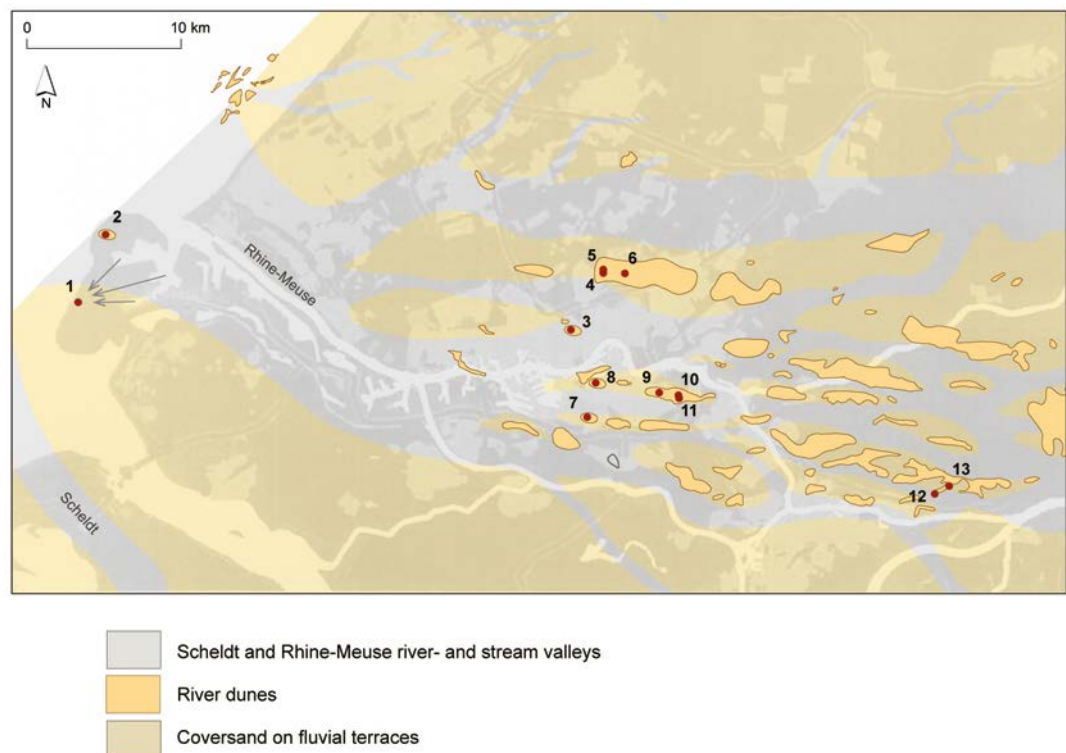 0 10 km
N
2
Rhine-Meuse
1
5
6
4
3
8
9
10
11
7
13
12
Scheldt
Scheldt and Rhine-Meuse river- and stream valleys
River dunes
Coversand on fluvial terraces